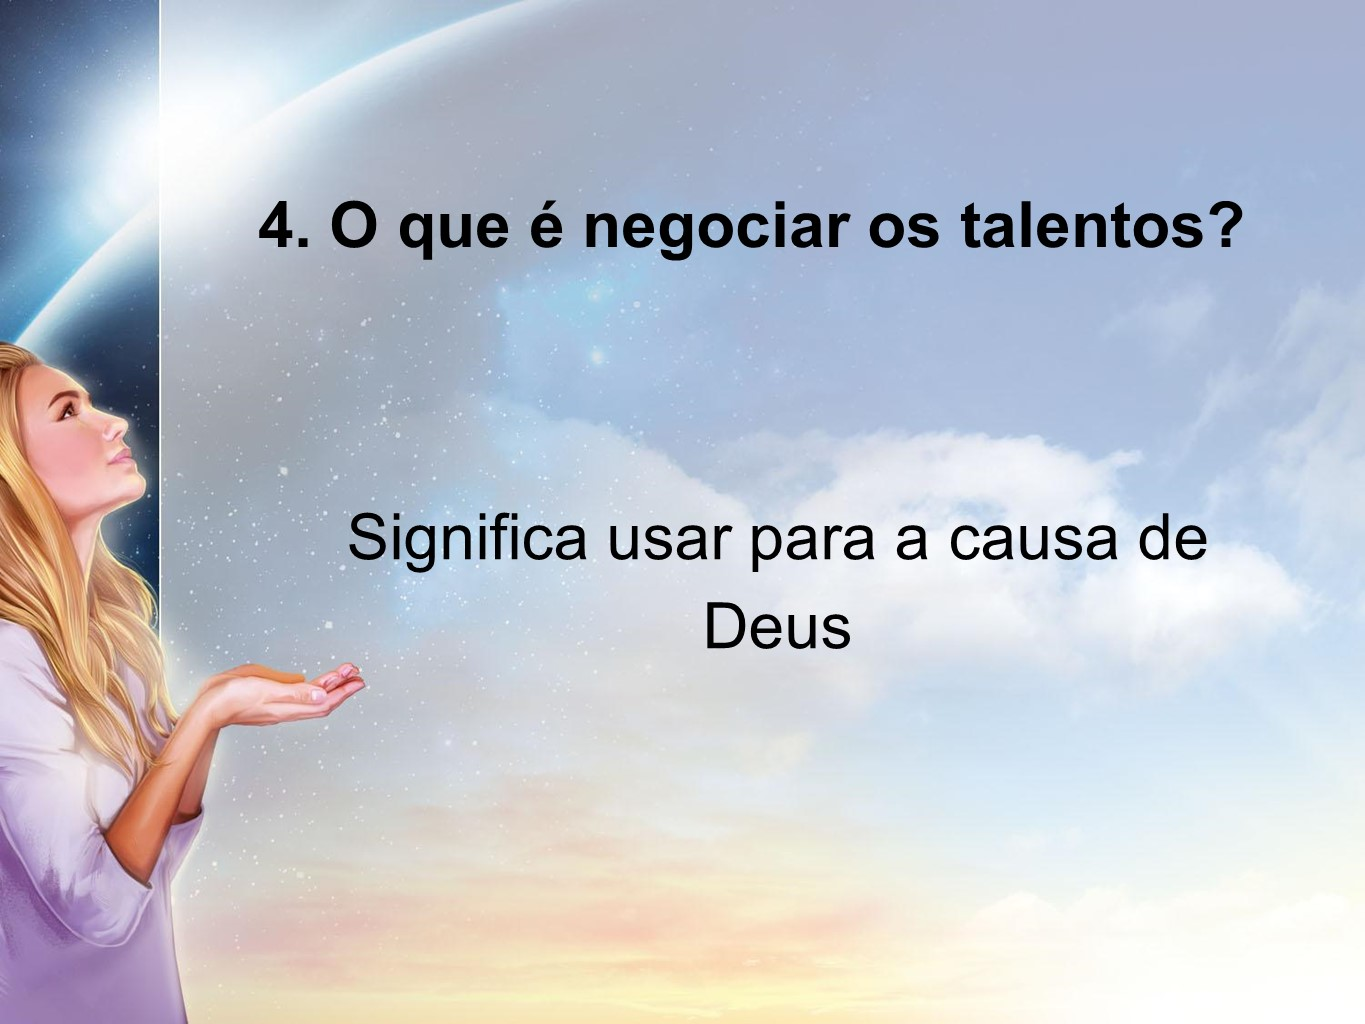 4. O que é negociar os talentos?
Significa usar para a causa de
Deus